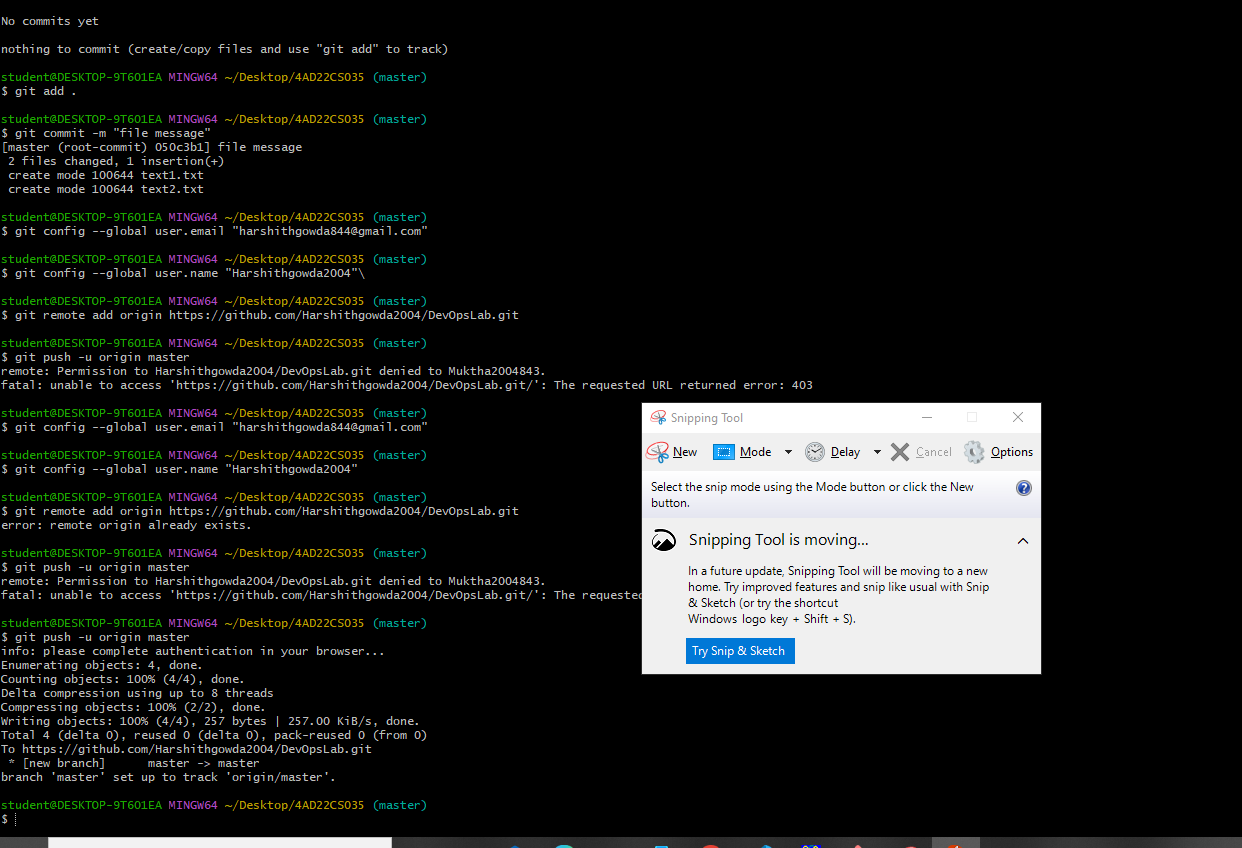 No commits yet
nothing to commit (create/copy files and use "git add" to track)
student@DESKTOP-9T6O1EA MINGW64 ~/Desktop/4AD22CS035 (master)
$ git add .
student@DESKTOP-9T6O1EA MINGW64 ~/Desktop/4AD22CS035 (master)
$ git commit -m "file message"
[master (root-commit) 050c3b1] file message
 2 files changed, 1 insertion(+)
 create mode 100644 text1.txt
 create mode 100644 text2.txt
student@DESKTOP-9T6O1EA MINGW64 ~/Desktop/4AD22CS035 (master)
$ git config --global user.email "harshithgowda844@gmail.com"
student@DESKTOP-9T6O1EA MINGW64 ~/Desktop/4AD22CS035 (master)
$ git config --global user.name "Harshithgowda2004"\
student@DESKTOP-9T6O1EA MINGW64 ~/Desktop/4AD22CS035 (master)
$ git remote add origin https://github.com/Harshithgowda2004/DevOpsLab.git
student@DESKTOP-9T6O1EA MINGW64 ~/Desktop/4AD22CS035 (master)
$ git push -u origin master
remote: Permission to Harshithgowda2004/DevOpsLab.git denied to Muktha2004843.
fatal: unable to access 'https://github.com/Harshithgowda2004/DevOpsLab.git/': The requested URL returned error: 403
student@DESKTOP-9T6O1EA MINGW64 ~/Desktop/4AD22CS035 (master)
$ git config --global user.email "harshithgowda844@gmail.com"
student@DESKTOP-9T6O1EA MINGW64 ~/Desktop/4AD22CS035 (master)
$ git config --global user.name "Harshithgowda2004"
student@DESKTOP-9T6O1EA MINGW64 ~/Desktop/4AD22CS035 (master)
$ git remote add origin https://github.com/Harshithgowda2004/DevOpsLab.git
error: remote origin already exists.
student@DESKTOP-9T6O1EA MINGW64 ~/Desktop/4AD22CS035 (master)
$ git push -u origin master
remote: Permission to Harshithgowda2004/DevOpsLab.git denied to Muktha2004843.
fatal: unable to access 'https://github.com/Harshithgowda2004/DevOpsLab.git/': The requested
student@DESKTOP-9T6O1EA MINGW64 ~/Desktop/4AD22CS035 (master)
$ git push -u origin master
info: please complete authentication in your browser...
Enumerating objects: 4, done.
Counting objects: 100% (4/4), done.
Delta compression using up to 8 threads
Compressing objects: 100% (2/2), done.
Writing objects: 100% (4/4), 257 bytes | 257.00 KiB/s, done.
Total 4 (delta 0), reused 0 (delta 0), pack-reused 0 (from 0)
To https://github.com/Harshithgowda2004/DevOpsLab.git
 * [new branch]      master -> master
branch 'master' set up to track 'origin/master'.
student@DESKTOP-9T6O1EA MINGW64 ~/Desktop/4AD22CS035 (master)
$
Snipping Tool
New Mode Delay Cancel Options
Select the snip mode using the Mode button or click the New
button.
Snipping Tool is moving...
In a future update, Snipping Tool will be moving to a new
home. Try improved features and snip like usual with Snip
& Sketch (or try the shortcut
Windows logo key + Shift + S).
Try Snip & Sketch